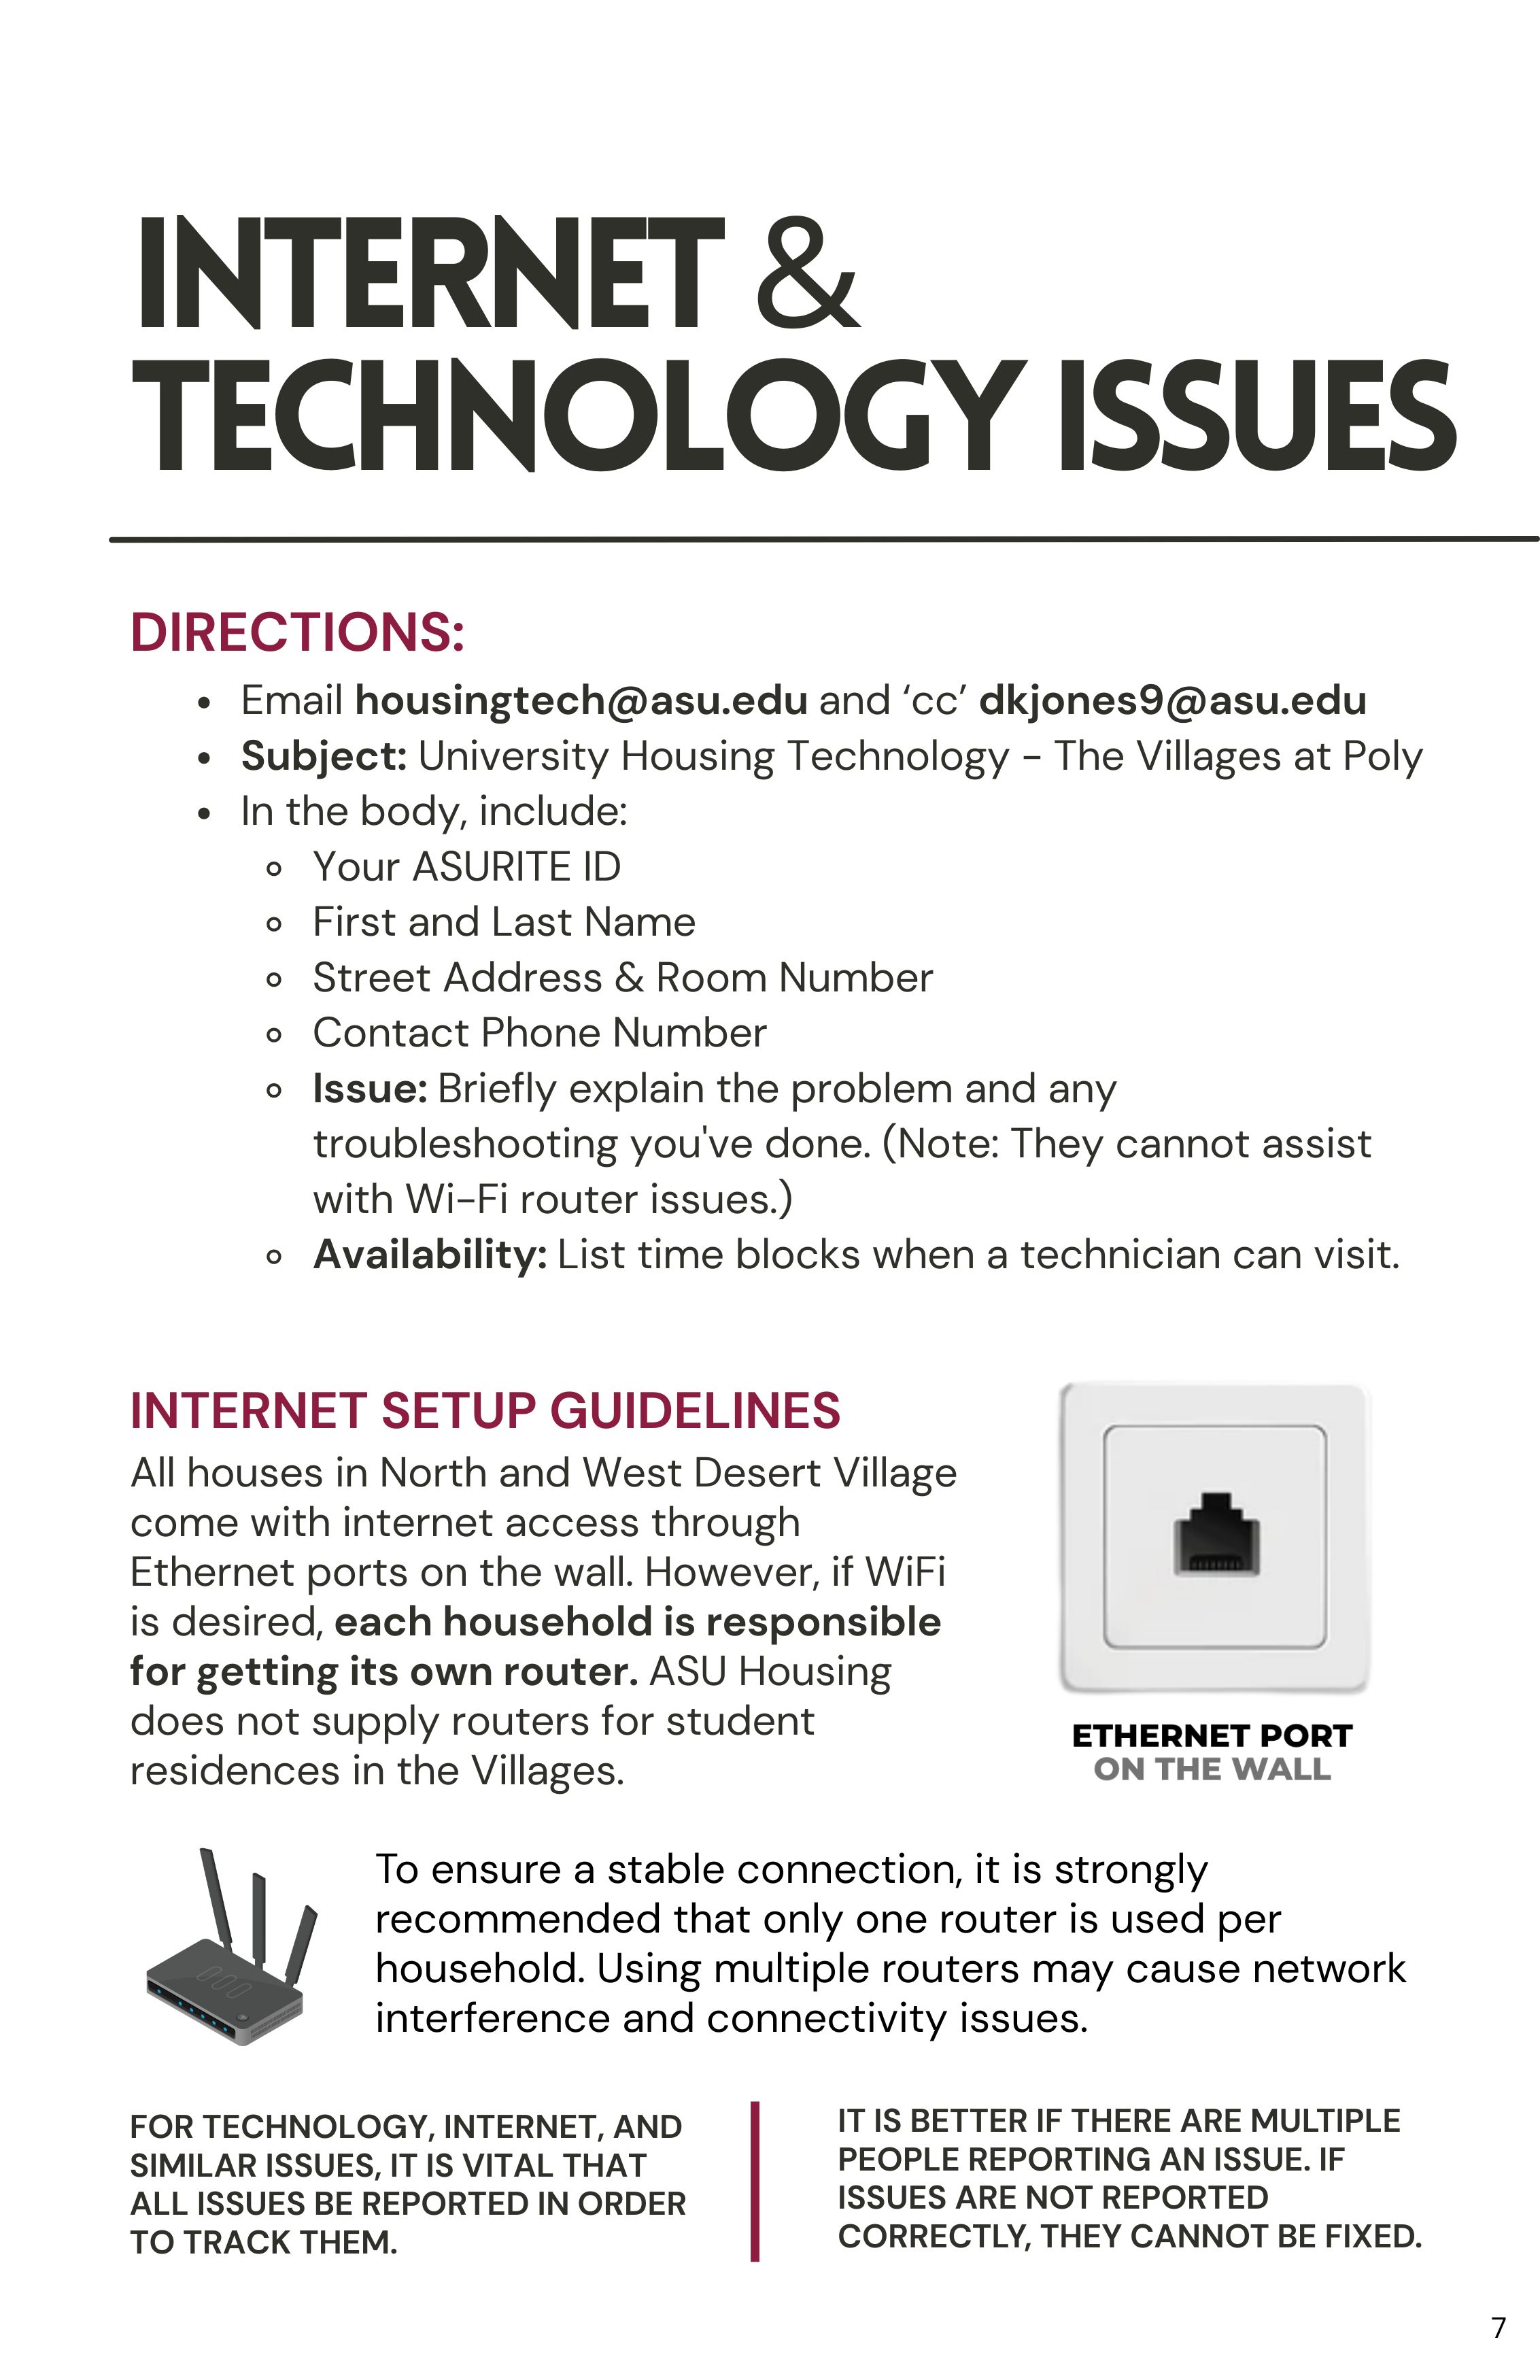 INTERNET &
TECHNOLOGY ISSUES
DIRECTIONS:
• Email housingtech@asu.edu and ‘cc’ dkjones9@asu.edu
• Subject: University Housing Technology - The Villages at Poly
• In the body, include:
◦ Your ASURITE ID
◦ First and Last Name
◦ Street Address & Room Number
◦ Contact Phone Number
◦ Issue: Briefly explain the problem and any
troubleshooting you've done. (Note: They cannot assist
with Wi-Fi router issues.)
◦ Availability: List time blocks when a technician can visit.
INTERNET SETUP GUIDELINES
All houses in North and West Desert Village
come with internet access through
Ethernet ports on the wall. However, if WiFi
is desired, each household is responsible
for getting its own router. ASU Housing
does not supply routers for student
residences in the Villages.
ETHERNET PORT
ON THE WALL
To ensure a stable connection, it is strongly
recommended that only one router is used per
household. Using multiple routers may cause network
interference and connectivity issues.
FOR TECHNOLOGY, INTERNET, AND
SIMILAR ISSUES, IT IS VITAL THAT
ALL ISSUES BE REPORTED IN ORDER
TO TRACK THEM.
IT IS BETTER IF THERE ARE MULTIPLE
PEOPLE REPORTING AN ISSUE. IF
ISSUES ARE NOT REPORTED
CORRECTLY, THEY CANNOT BE FIXED.
7